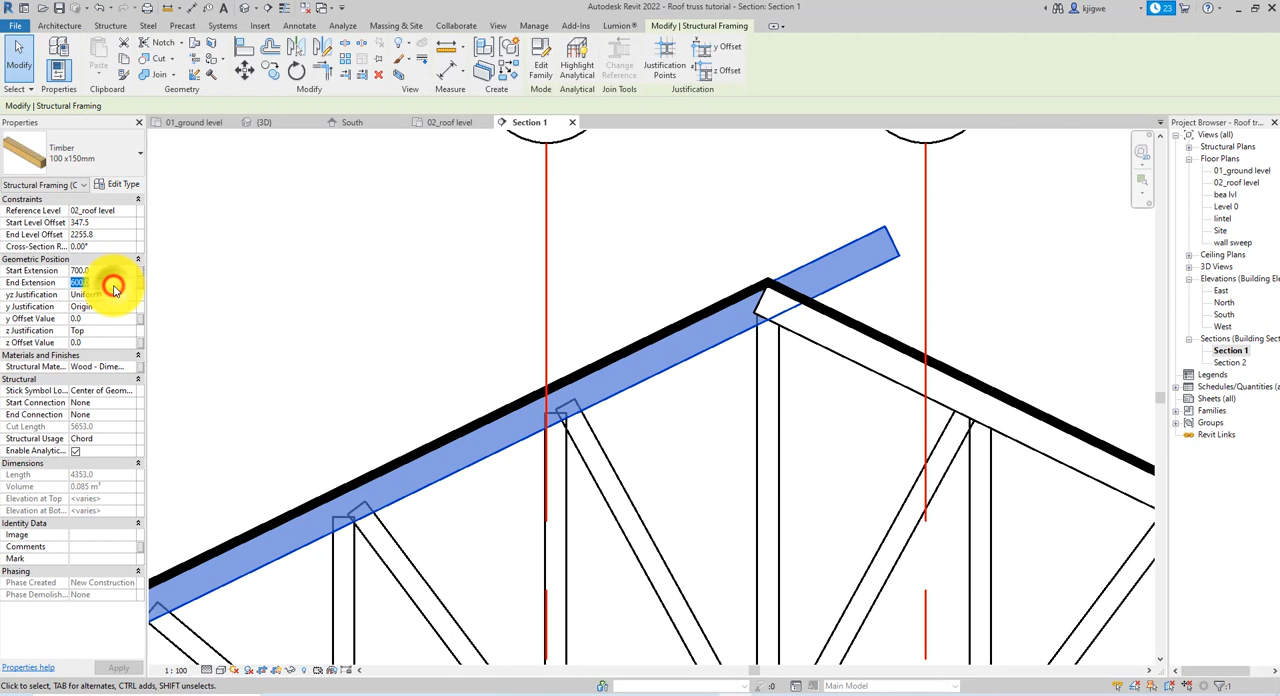 Autodesk Revit 2022 - Roof truss tutorial - Section: Section 1
kjigwe
23
File
Architecture
Structure
Steel
Precast
Systems
Insert
Annotate
Analyze
Massing & Site
Collaborate
View
Manage
Add-Ins
Lumion®
Modify | Structural Framing
Modify
Paste
Notch
Cut
Join
Edit Family
Highlight Analytical
Change Reference
Justification Points
y Offset
z Offset
Select
Properties
Clipboard
Geometry
Modify
View
Measure
Create
Mode
Analytical
Join Tools
Justification
Modify | Structural Framing
Properties
01_ground level
{3D}
South
02_roof level
Section 1
Project Browser - Roof tr...
Timber
100 x150mm
Structural Framing (C
Edit Type
Constraints
Reference Level 02_roof level
Start Level Offset 347.5
End Level Offset 2255.8
Cross-Section R... 0.00°
Geometric Position
Start Extension 700.0
End Extension 600
yz Justification Uniform
y Justification Origin
y Offset Value 0.0
z Justification Top
z Offset Value 0.0
Materials and Finishes
Structural Mate... Wood - Dime...
Structural
Stick Symbol Lo... Center of Geom...
Start Connection None
End Connection None
Cut Length 5653.0
Structural Usage Chord
Enable Analytic...
Dimensions
Length 4353.0
Volume 0.085 m³
Elevation at Top <varies>
Elevation at Bot... <varies>
Identity Data
Image
Comments
Mark
Phasing
Phase Created New Construction
Phase Demolish... None
Properties help
Apply
Views (all)
Structural Plans
Floor Plans
01_ground level
02_roof level
bea lvl
Level 0
lintel
Site
wall sweep
Ceiling Plans
3D Views
Elevations (Building Ele
East
North
South
West
Sections (Building Sec
Section 1
Section 2
Legends
Schedules/Quantities (a
Sheets (all)
Families
Groups
Revit Links
1 : 100
Click to select, TAB for alternates, CTRL adds, SHIFT unselects.
:0
Main Model
:1